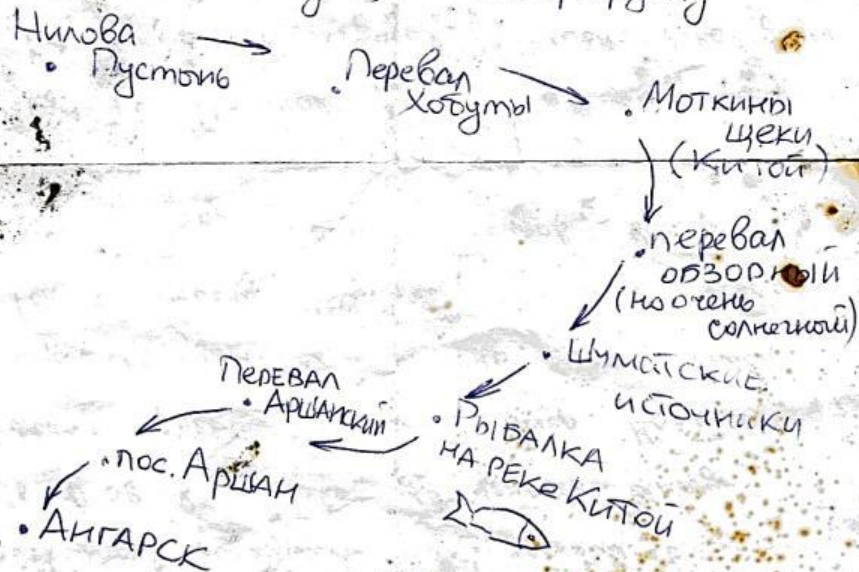 Нилова
Пустынь
Перевал
Хобуты
Моткины
щеки
(Китой)
перевал
ОБЗОРНЫЙ
(но очень
солнечный)
Шумакские
источники
РЫБАЛКА
НА РЕКЕ КИТОЙ
ПЕРЕВАЛ
АРШАНСКИЙ
пос. АРШАН
АНГАРСК